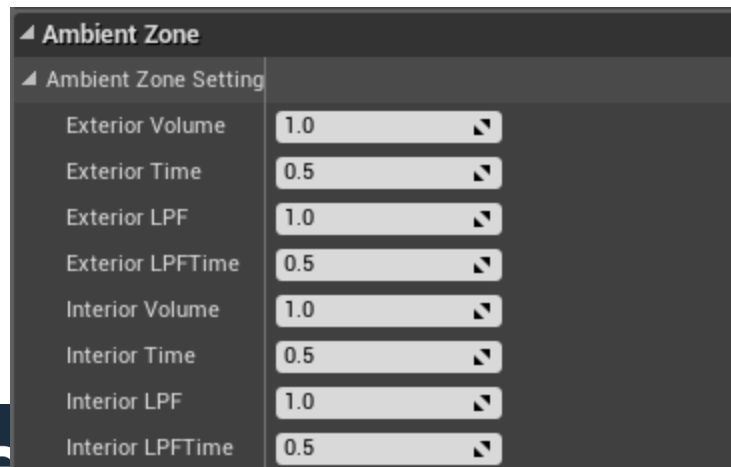 Ambient Zone
Ambient Zone Setting
Exterior Volume 1.0
Exterior Time 0.5
Exterior LPF 1.0
Exterior LPFTime 0.5
Interior Volume 1.0
Interior Time 0.5
Interior LPF 1.0
Interior LPFTime 0.5